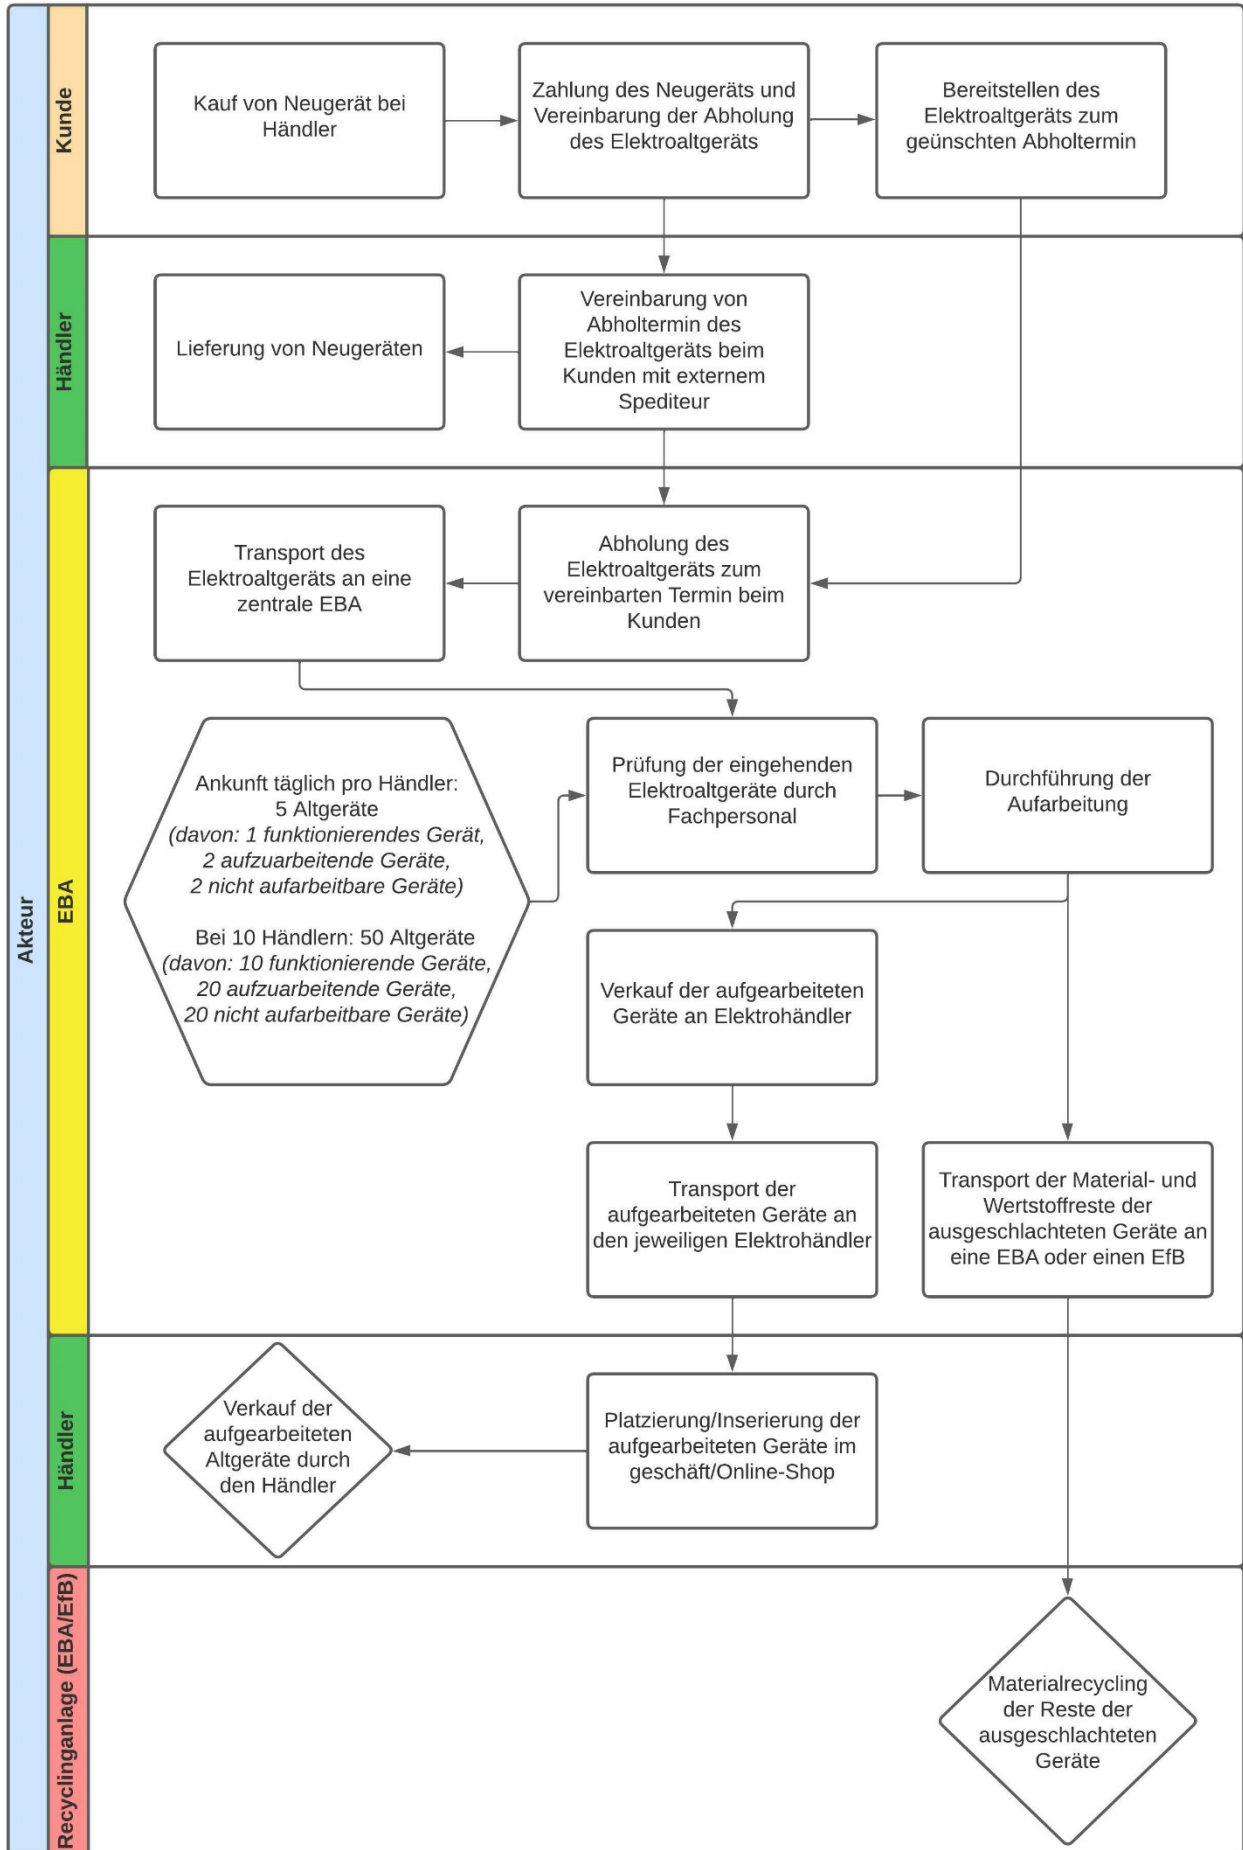 Akteur
Kunde
Kauf von Neugerät bei
Händler
Zahlung des Neugeräts und
Vereinbarung der Abholung
des Elektroaltgeräts
Bereitstellen des
Elektroaltgeräts zum
geünschten Abholtermin
Händler
Lieferung von Neugeräten
Vereinbarung von
Abholtermin des
Elektroaltgeräts beim
Kunden mit externem
Spediteur
EBA
Transport des
Elektroaltgeräts an eine
zentrale EBA
Abholung des
Elektroaltgeräts zum
vereinbarten Termin beim
Kunden
Ankunft täglich pro Händler:
5 Altgeräte
(davon: 1 funktionierendes Gerät,
2 aufzuarbeitende Geräte,
2 nicht aufarbeitbare Geräte)
Bei 10 Händlern: 50 Altgeräte
(davon: 10 funktionierende Geräte,
20 aufzuarbeitende Geräte,
20 nicht aufarbeitbare Geräte)
Prüfung der eingehenden
Elektroaltgeräte durch
Fachpersonal
Durchführung der
Aufarbeitung
Verkauf der aufgearbeiteten
Geräte an Elektrohändler
Transport der
aufgearbeiteten Geräte an
den jeweiligen Elektrohändler
Transport der Material- und
Wertstoffreste der
ausgeschlachteten Geräte an
eine EBA oder einen EfB
Händler
Verkauf der
aufgearbeiteten
Altgeräte durch
den Händler
Platzierung/Inserierung der
aufgearbeiteten Geräte im
geschäft/Online-Shop
Recyclinganlage (EBA/EfB)
Materialrecycling
der Reste der
ausgeschlachteten
Geräte